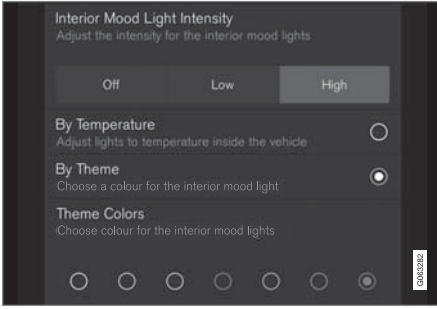 Interior Mood Light Intensity
Adjust the intensity for the interior mood lights
Off Low High
By Temperature
Adjust lights to temperature inside the vehicle
By Theme
Choose a colour for the interior mood light
Theme Colors
Choose colour for the interior mood lights
G063282